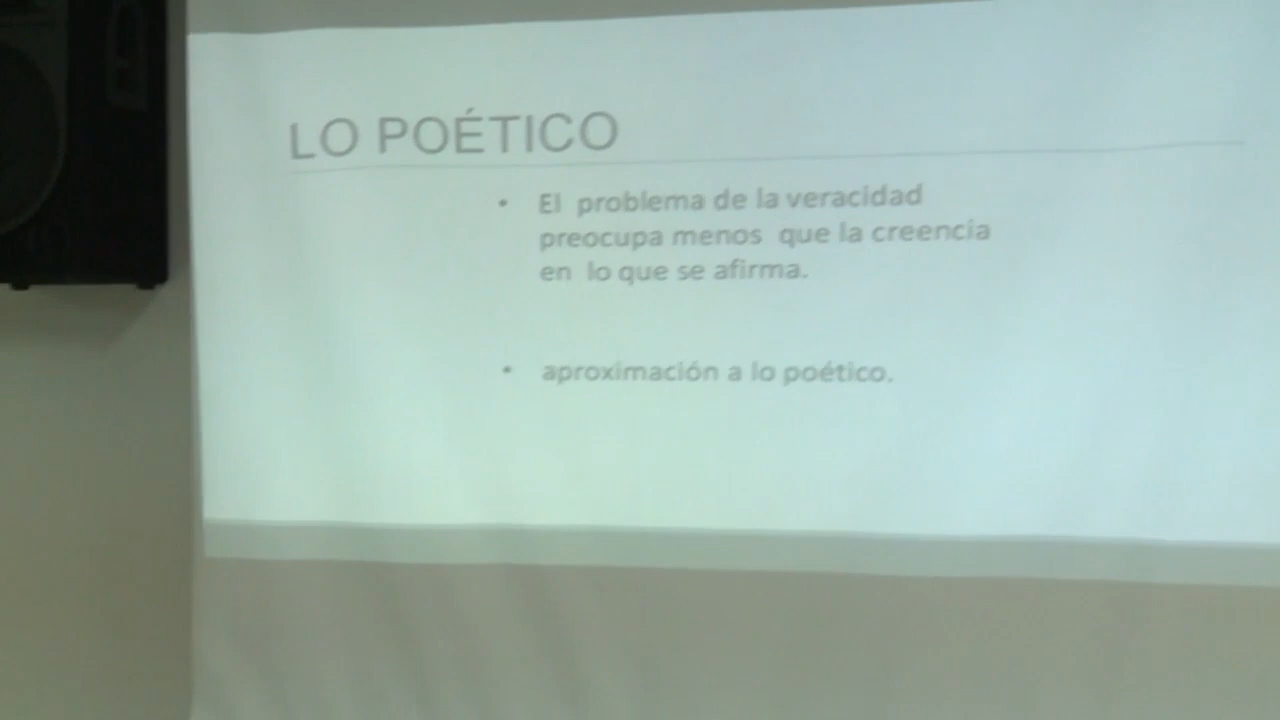 LO POÉTICO
• El problema de la veracidad
preocupa menos que la creencia
en lo que se afirma.
• aproximación a lo poético.